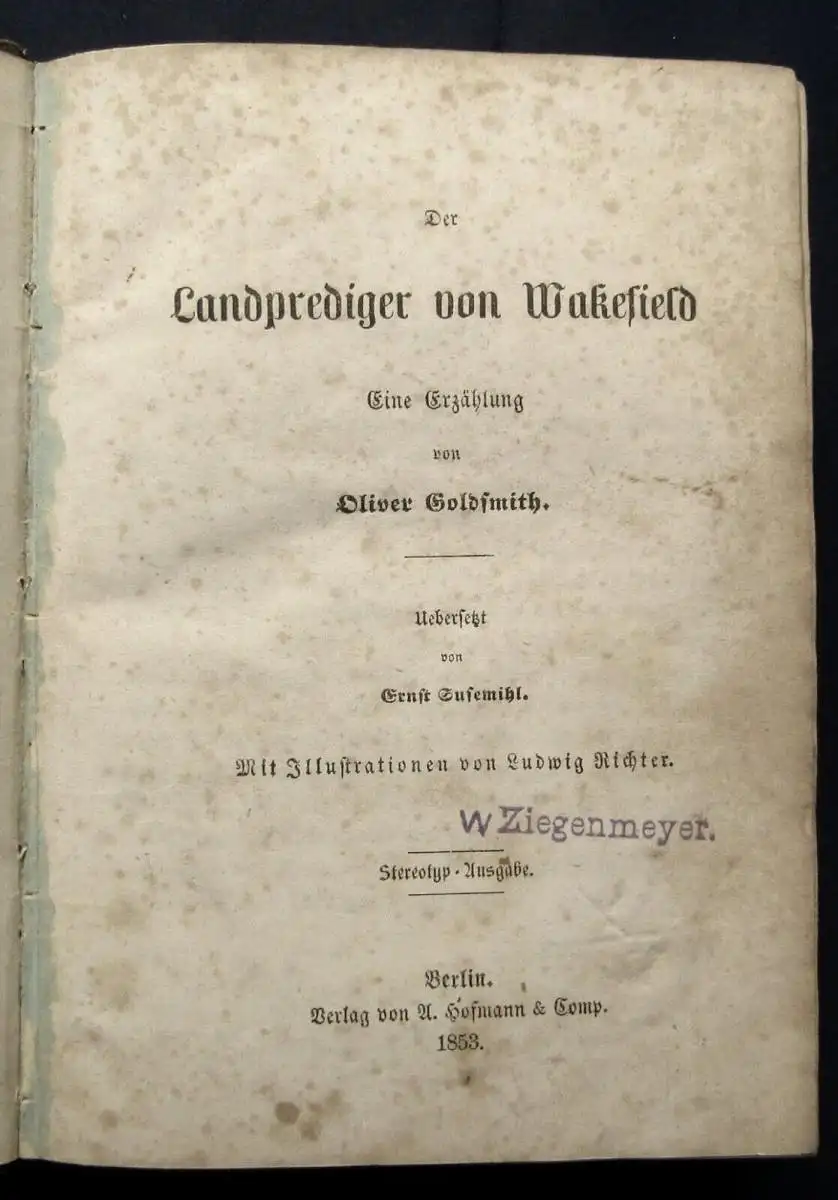 Der
Landprediger von Wakefield
Eine Erzählung
von
Oliver Goldſmith.
Ueberſetzt
von
Ernſt Suſemihl.
Mit Illuſtrationen von Ludwig Richter.
W Ziegenmeyer.
Stereotyp-Ausgabe.
Berlin.
Verlag von A. Hofmann & Comp.
1853.